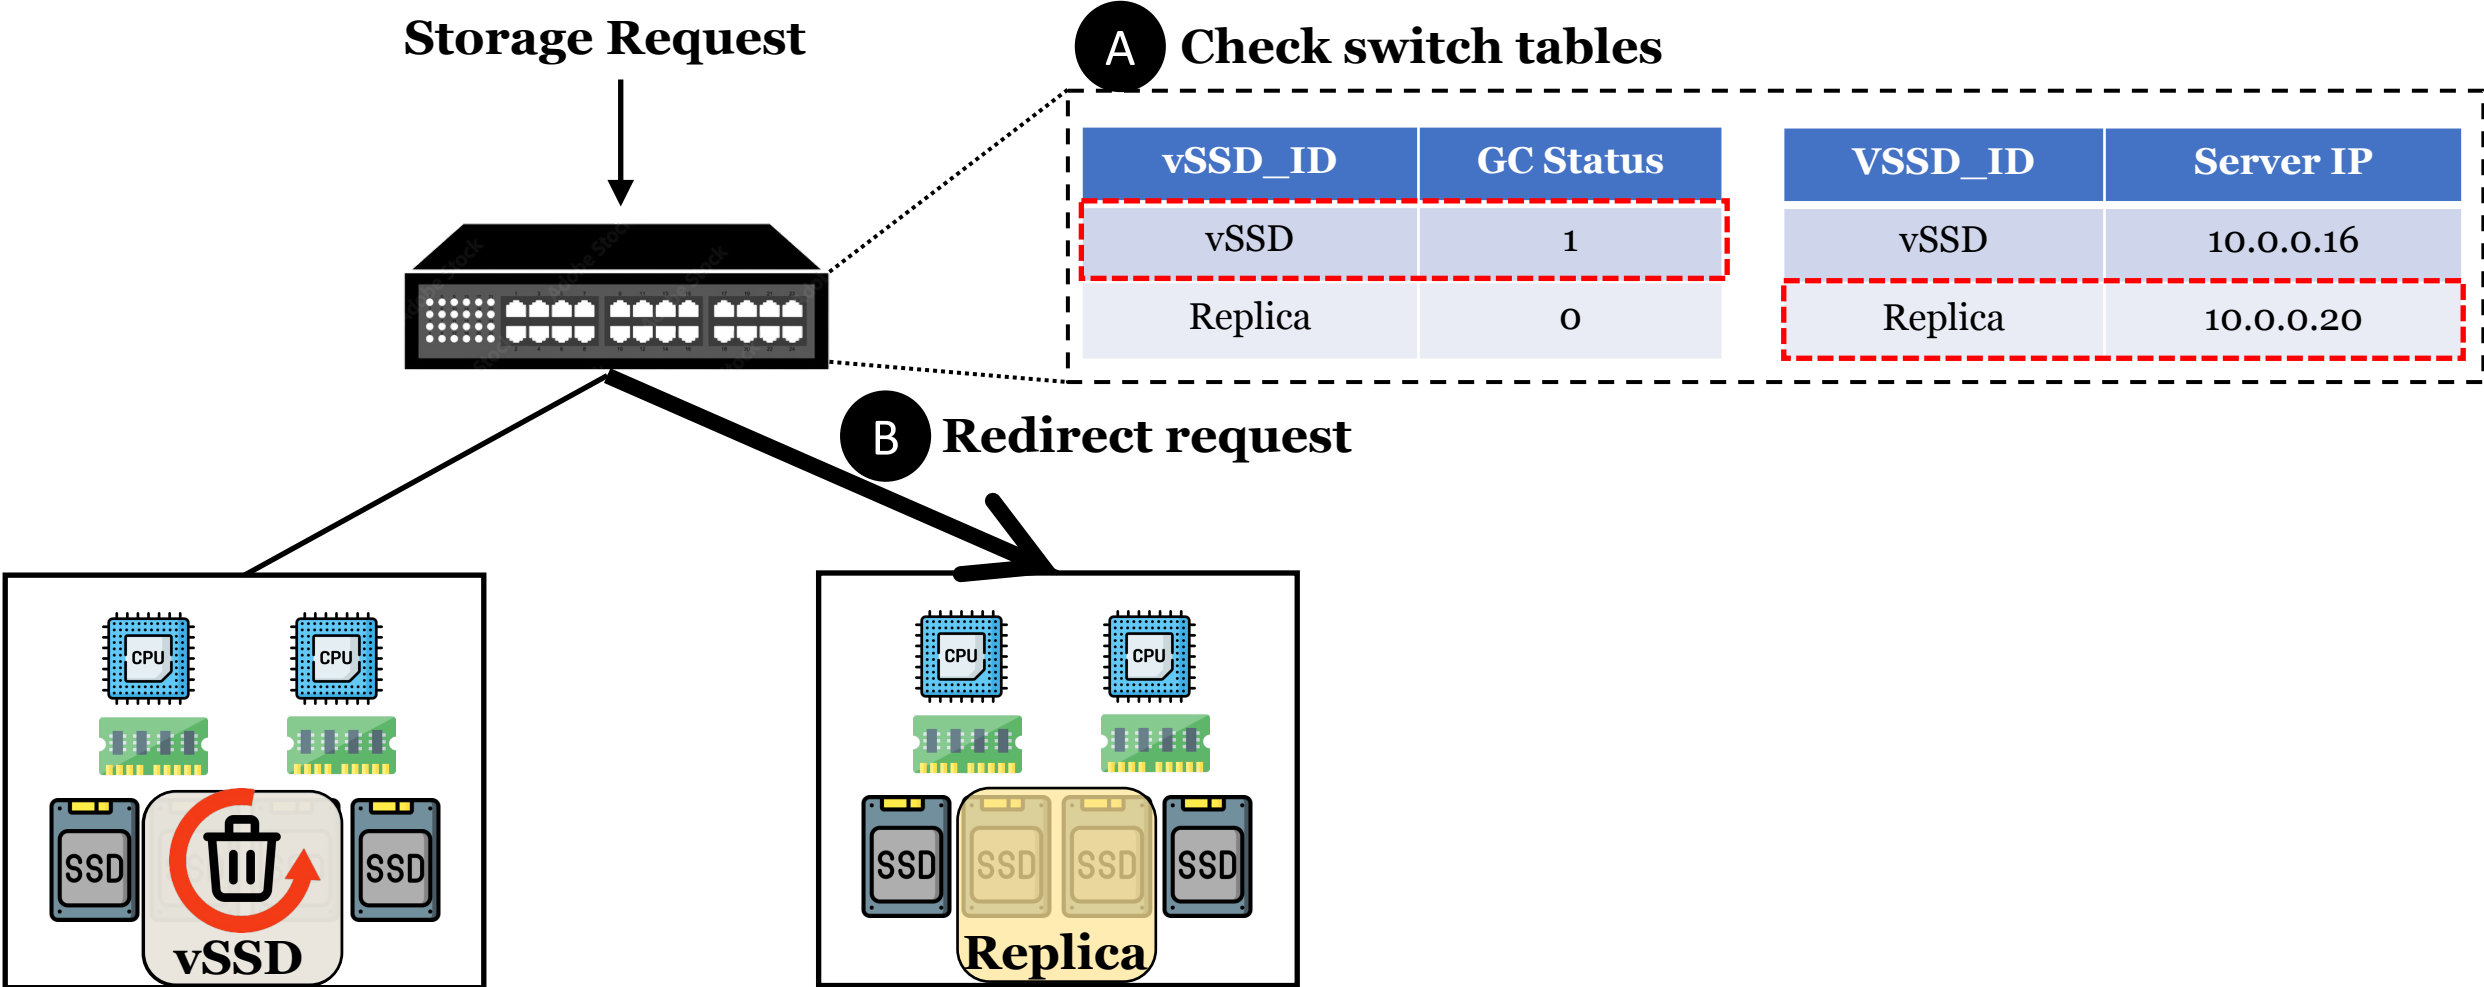 Storage Request
A Check switch tables
vSSD_ID GC Status
vSSD 1
Replica 0
VSSD_ID Server IP
vSSD 10.0.0.16
Replica 10.0.0.20
B Redirect request
CPU CPU
SSD SSD
vSSD
CPU CPU
SSD SSD SSD SSD
Replica